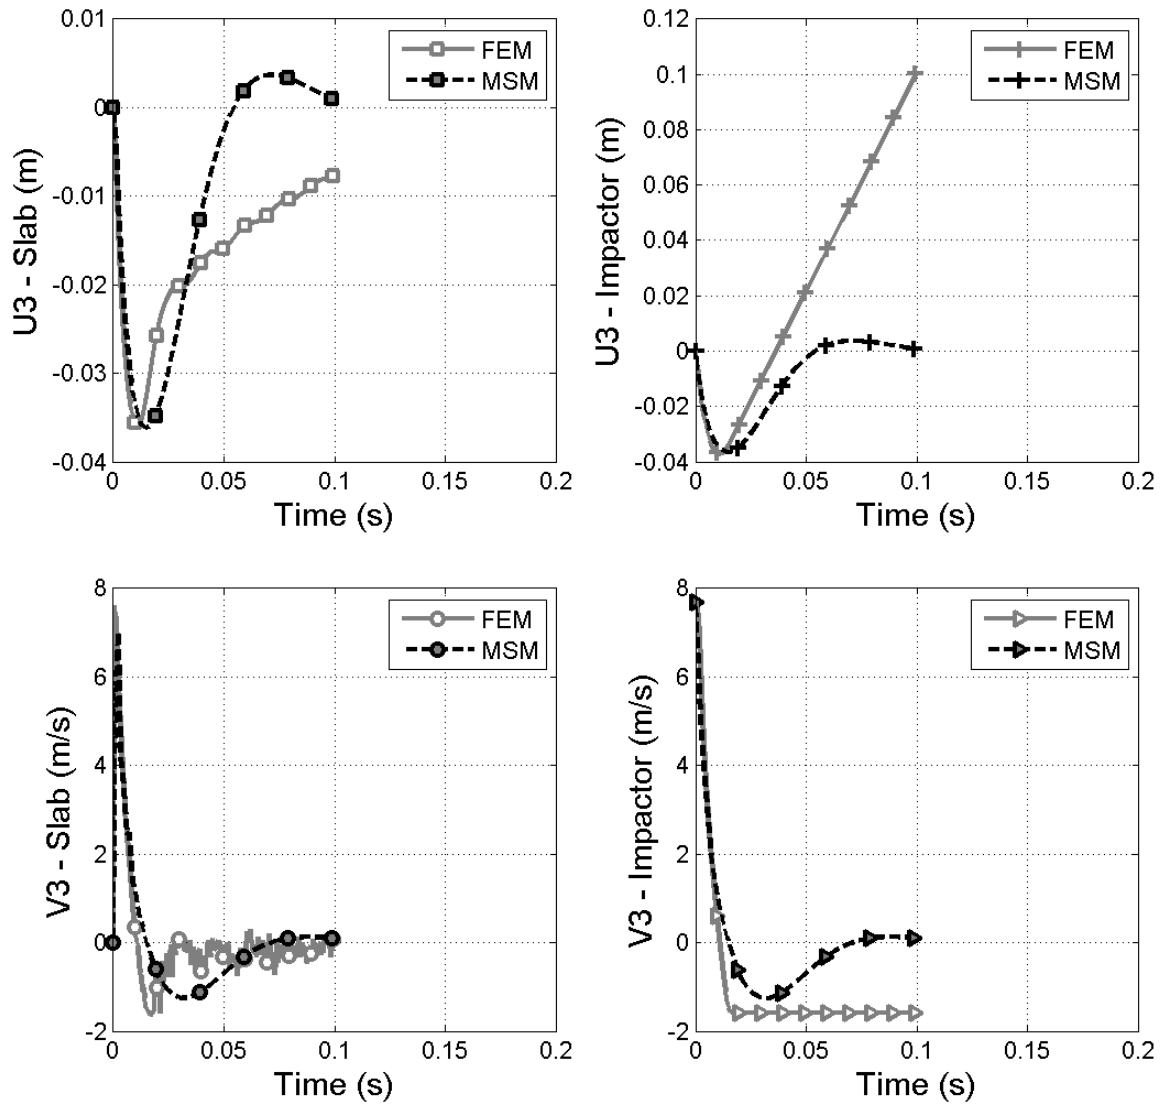 0.01
0
-0.01
-0.02
-0.03
-0.04
U3 - Slab (m)
FEM
MSM
0 0.05 0.1 0.15 0.2
Time (s)
0.12
0.1
0.08
0.06
0.04
0.02
0
-0.02
-0.04
U3 - Impactor (m)
FEM
MSM
0 0.05 0.1 0.15 0.2
Time (s)
8
6
4
2
0
-2
V3 - Slab (m/s)
FEM
MSM
0 0.05 0.1 0.15 0.2
Time (s)
8
6
4
2
0
-2
V3 - Impactor (m/s)
FEM
MSM
0 0.05 0.1 0.15 0.2
Time (s)